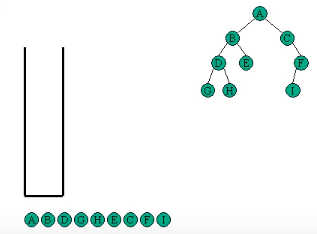 A
B C
D E F
G H I
A B D G H E C F I